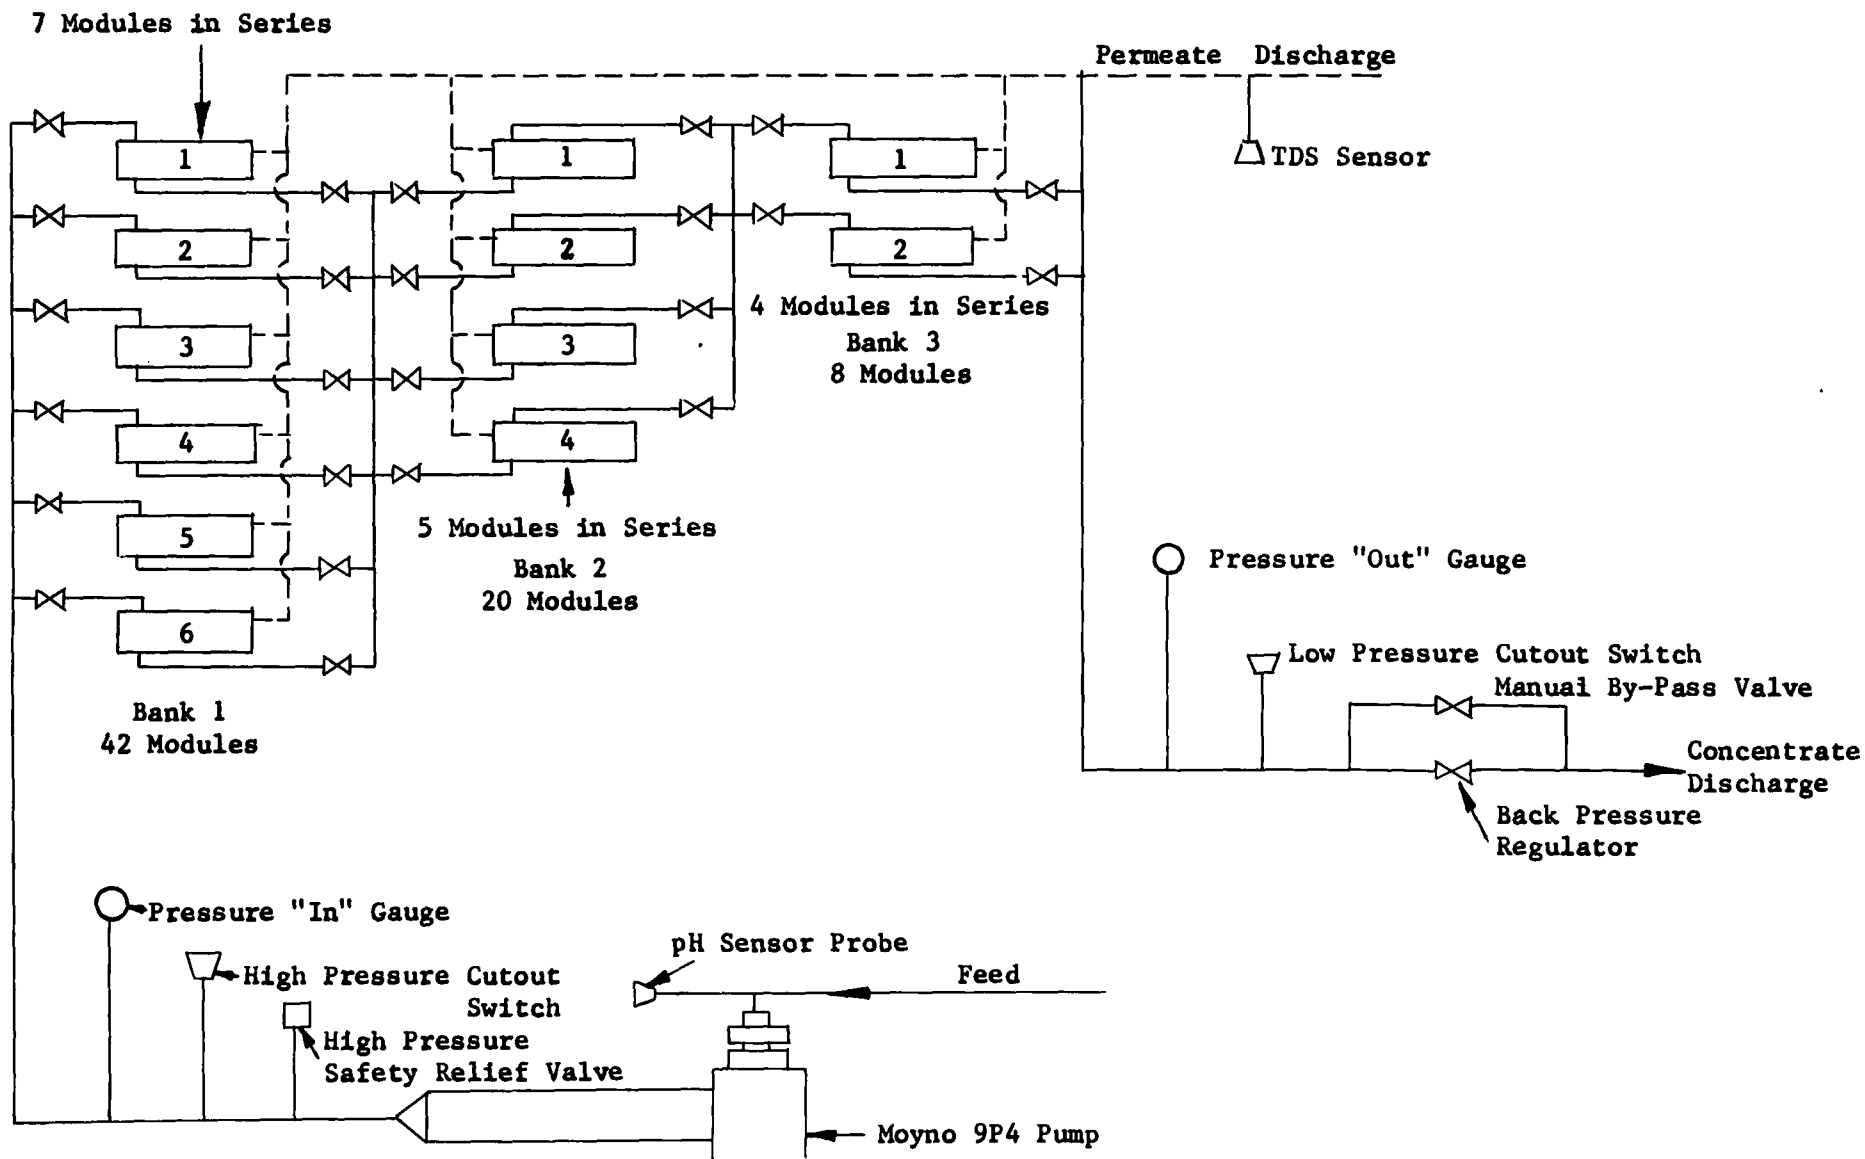 7 Modules in Series
Permeate Discharge
TDS Sensor
1
2
3
4
5
6
Bank 1
42 Modules
1
2
3
4
5 Modules in Series
Bank 2
20 Modules
1
2
4 Modules in Series
Bank 3
8 Modules
Pressure "Out" Gauge
Low Pressure Cutout Switch
Manual By-Pass Valve
Concentrate
Discharge
Back Pressure
Regulator
Pressure "In" Gauge
High Pressure Cutout
Switch
High Pressure
Safety Relief Valve
pH Sensor Probe
Feed
Moyno 9P4 Pump